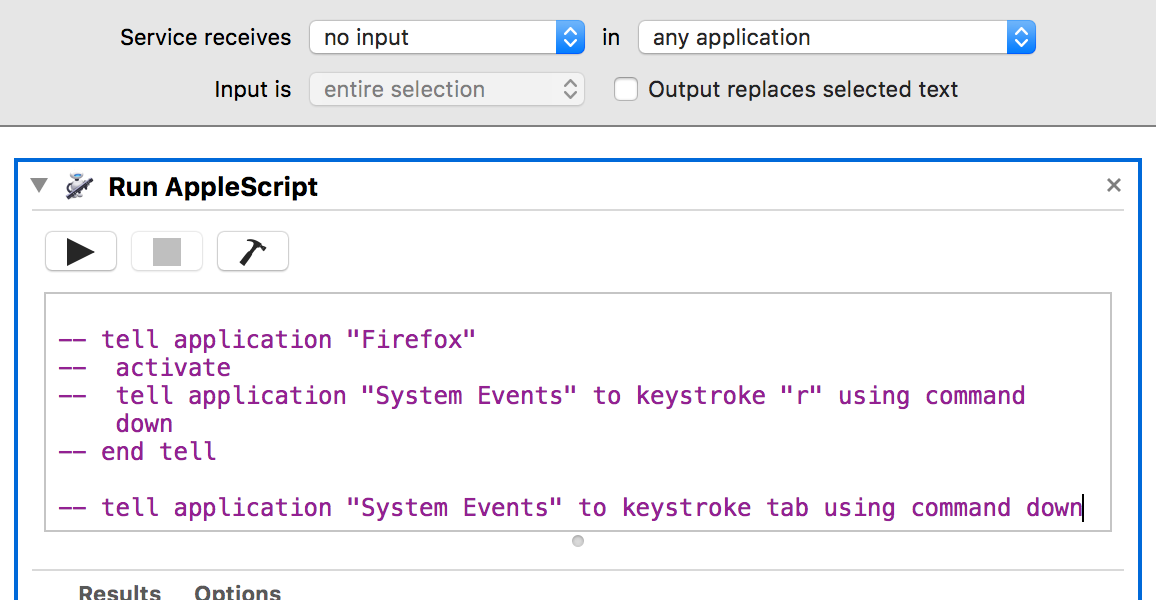 Service receives no input in any application
Input is entire selection Output replaces selected text
Run AppleScript
-- tell application "Firefox"
-- activate
-- tell application "System Events" to keystroke "r" using command
down
-- end tell
-- tell application "System Events" to keystroke tab using command down
Results Options